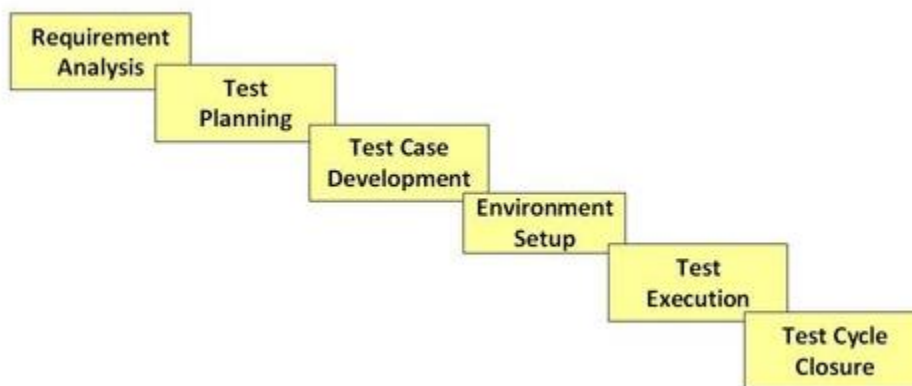 Requirement
Analysis
Test
Planning
Test Case
Development
Environment
Setup
Test
Execution
Test Cycle
Closure